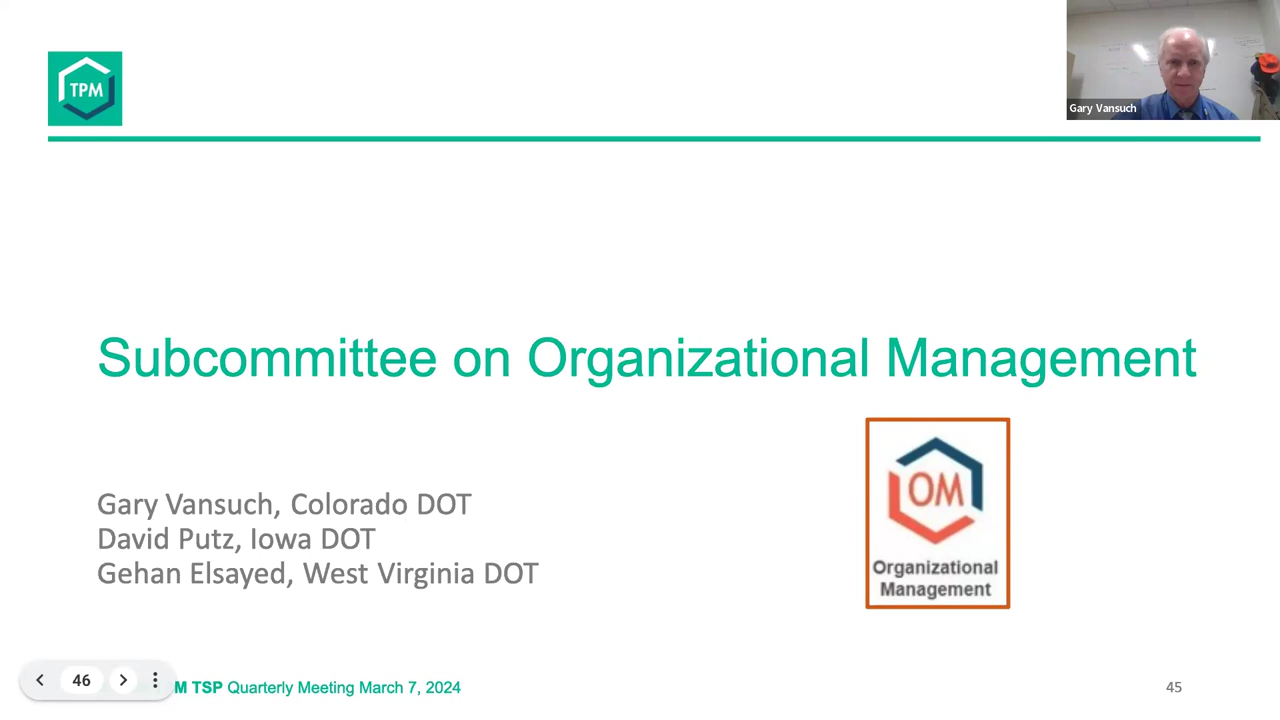 TPM
Gary Vansuch
Subcommittee on Organizational Management
Gary Vansuch, Colorado DOT
David Putz, Iowa DOT
Gehan Elsayed, West Virginia DOT
OM
Organizational
Management
46
M TSP Quarterly Meeting March 7, 2024
45